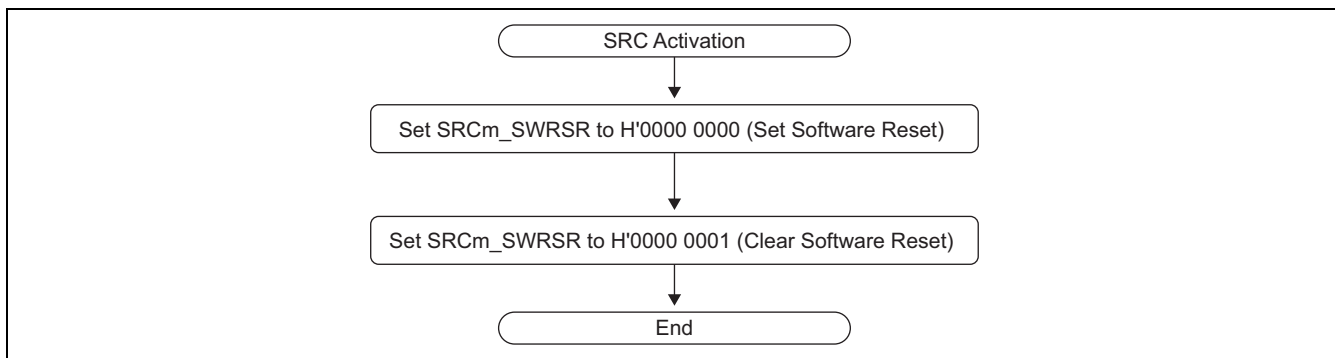 SRC Activation
Set SRCm_SWRSR to H'0000 0000 (Set Software Reset)
Set SRCm_SWRSR to H'0000 0001 (Clear Software Reset)
End